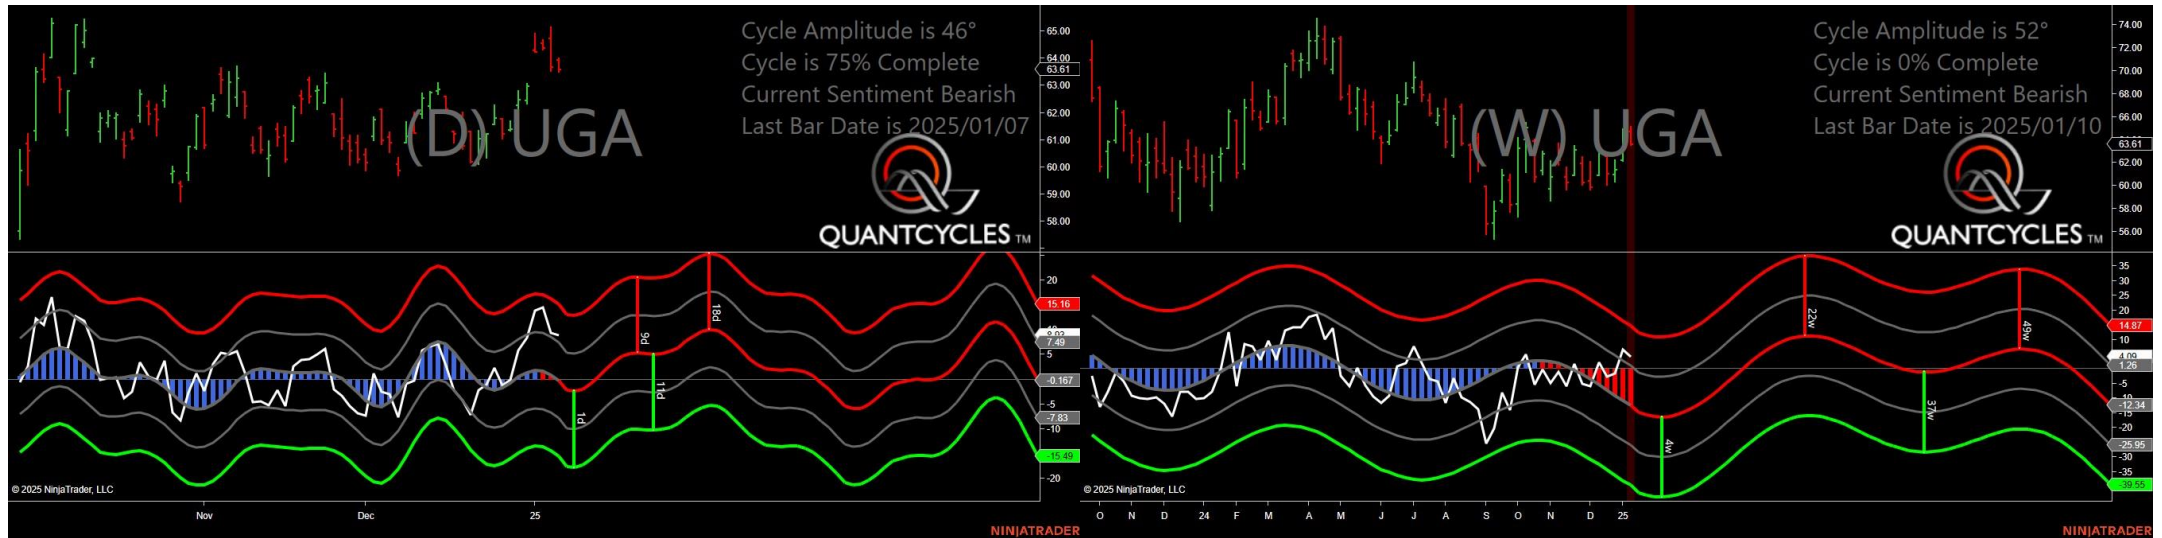 Cycle Amplitude is 46°
Cycle is 75% Complete
Current Sentiment Bearish
Last Bar Date is 2025/01/07
(D) UGA
QUANTCYCLES TM
65.00
64.00
63.61
63.00
62.00
61.00
60.00
59.00
58.00
20
15.16
7.49
5
-0.167
-5
-7.83
-10
-15.49
-20
9d
18d
11d
1d
© 2025 NinjaTrader, LLC
Nov Dec 25
NINJATRADER
Cycle Amplitude is 52°
Cycle is 0% Complete
Current Sentiment Bearish
Last Bar Date is 2025/01/10
(W) UGA
QUANTCYCLES TM
74.00
72.00
70.00
68.00
66.00
63.61
62.00
60.00
58.00
56.00
35
30
25
20
14.87
10
4.09
1.26
-5
-12.34
-15
-20
-25.95
-30
-35
-39.55
22w
49w
37w
4w
© 2025 NinjaTrader, LLC
O N D 24 F M A M J J A S O N D 25
NINJATRADER